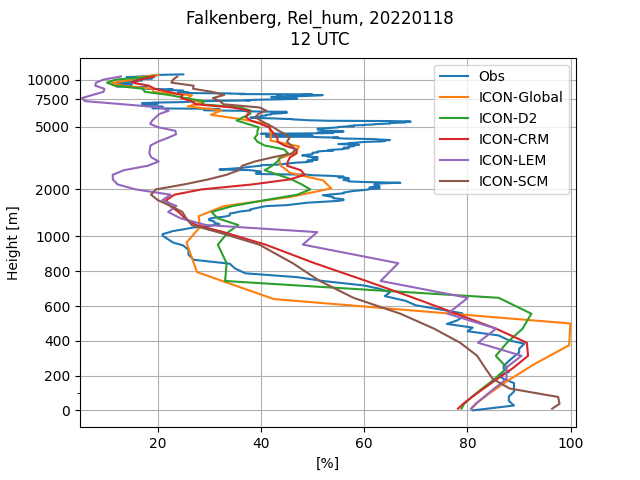 Falkenberg, Rel_hum, 20220118
12 UTC
Obs
ICON-Global
ICON-D2
ICON-CRM
ICON-LEM
ICON-SCM
10000
7500
5000
2000
1000
800
600
400
200
0
Height [m]
20
40
60
80
100
[%]